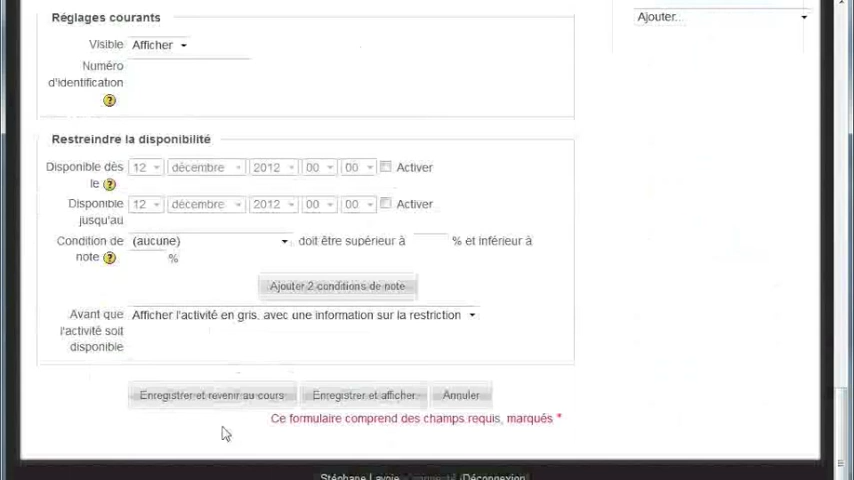 Réglages courants
Ajouter...
Visible Afficher
Numéro
d'identification
Restreindre la disponibilité
Disponible dès 12 décembre 2012 00 00 Activer
le
Disponible 12 décembre 2012 00 00 Activer
jusqu'au
Condition de (aucune) doit être supérieur à % et inférieur à
note %
Ajouter 2 conditions de note
Avant que Afficher l'activité en gris, avec une information sur la restriction
l'activité soit
disponible
Enregistrer et revenir au cours Enregistrer et afficher Annuler
Ce formulaire comprend des champs requis, marqués *
Stéphane Lavoie (Déconnexion